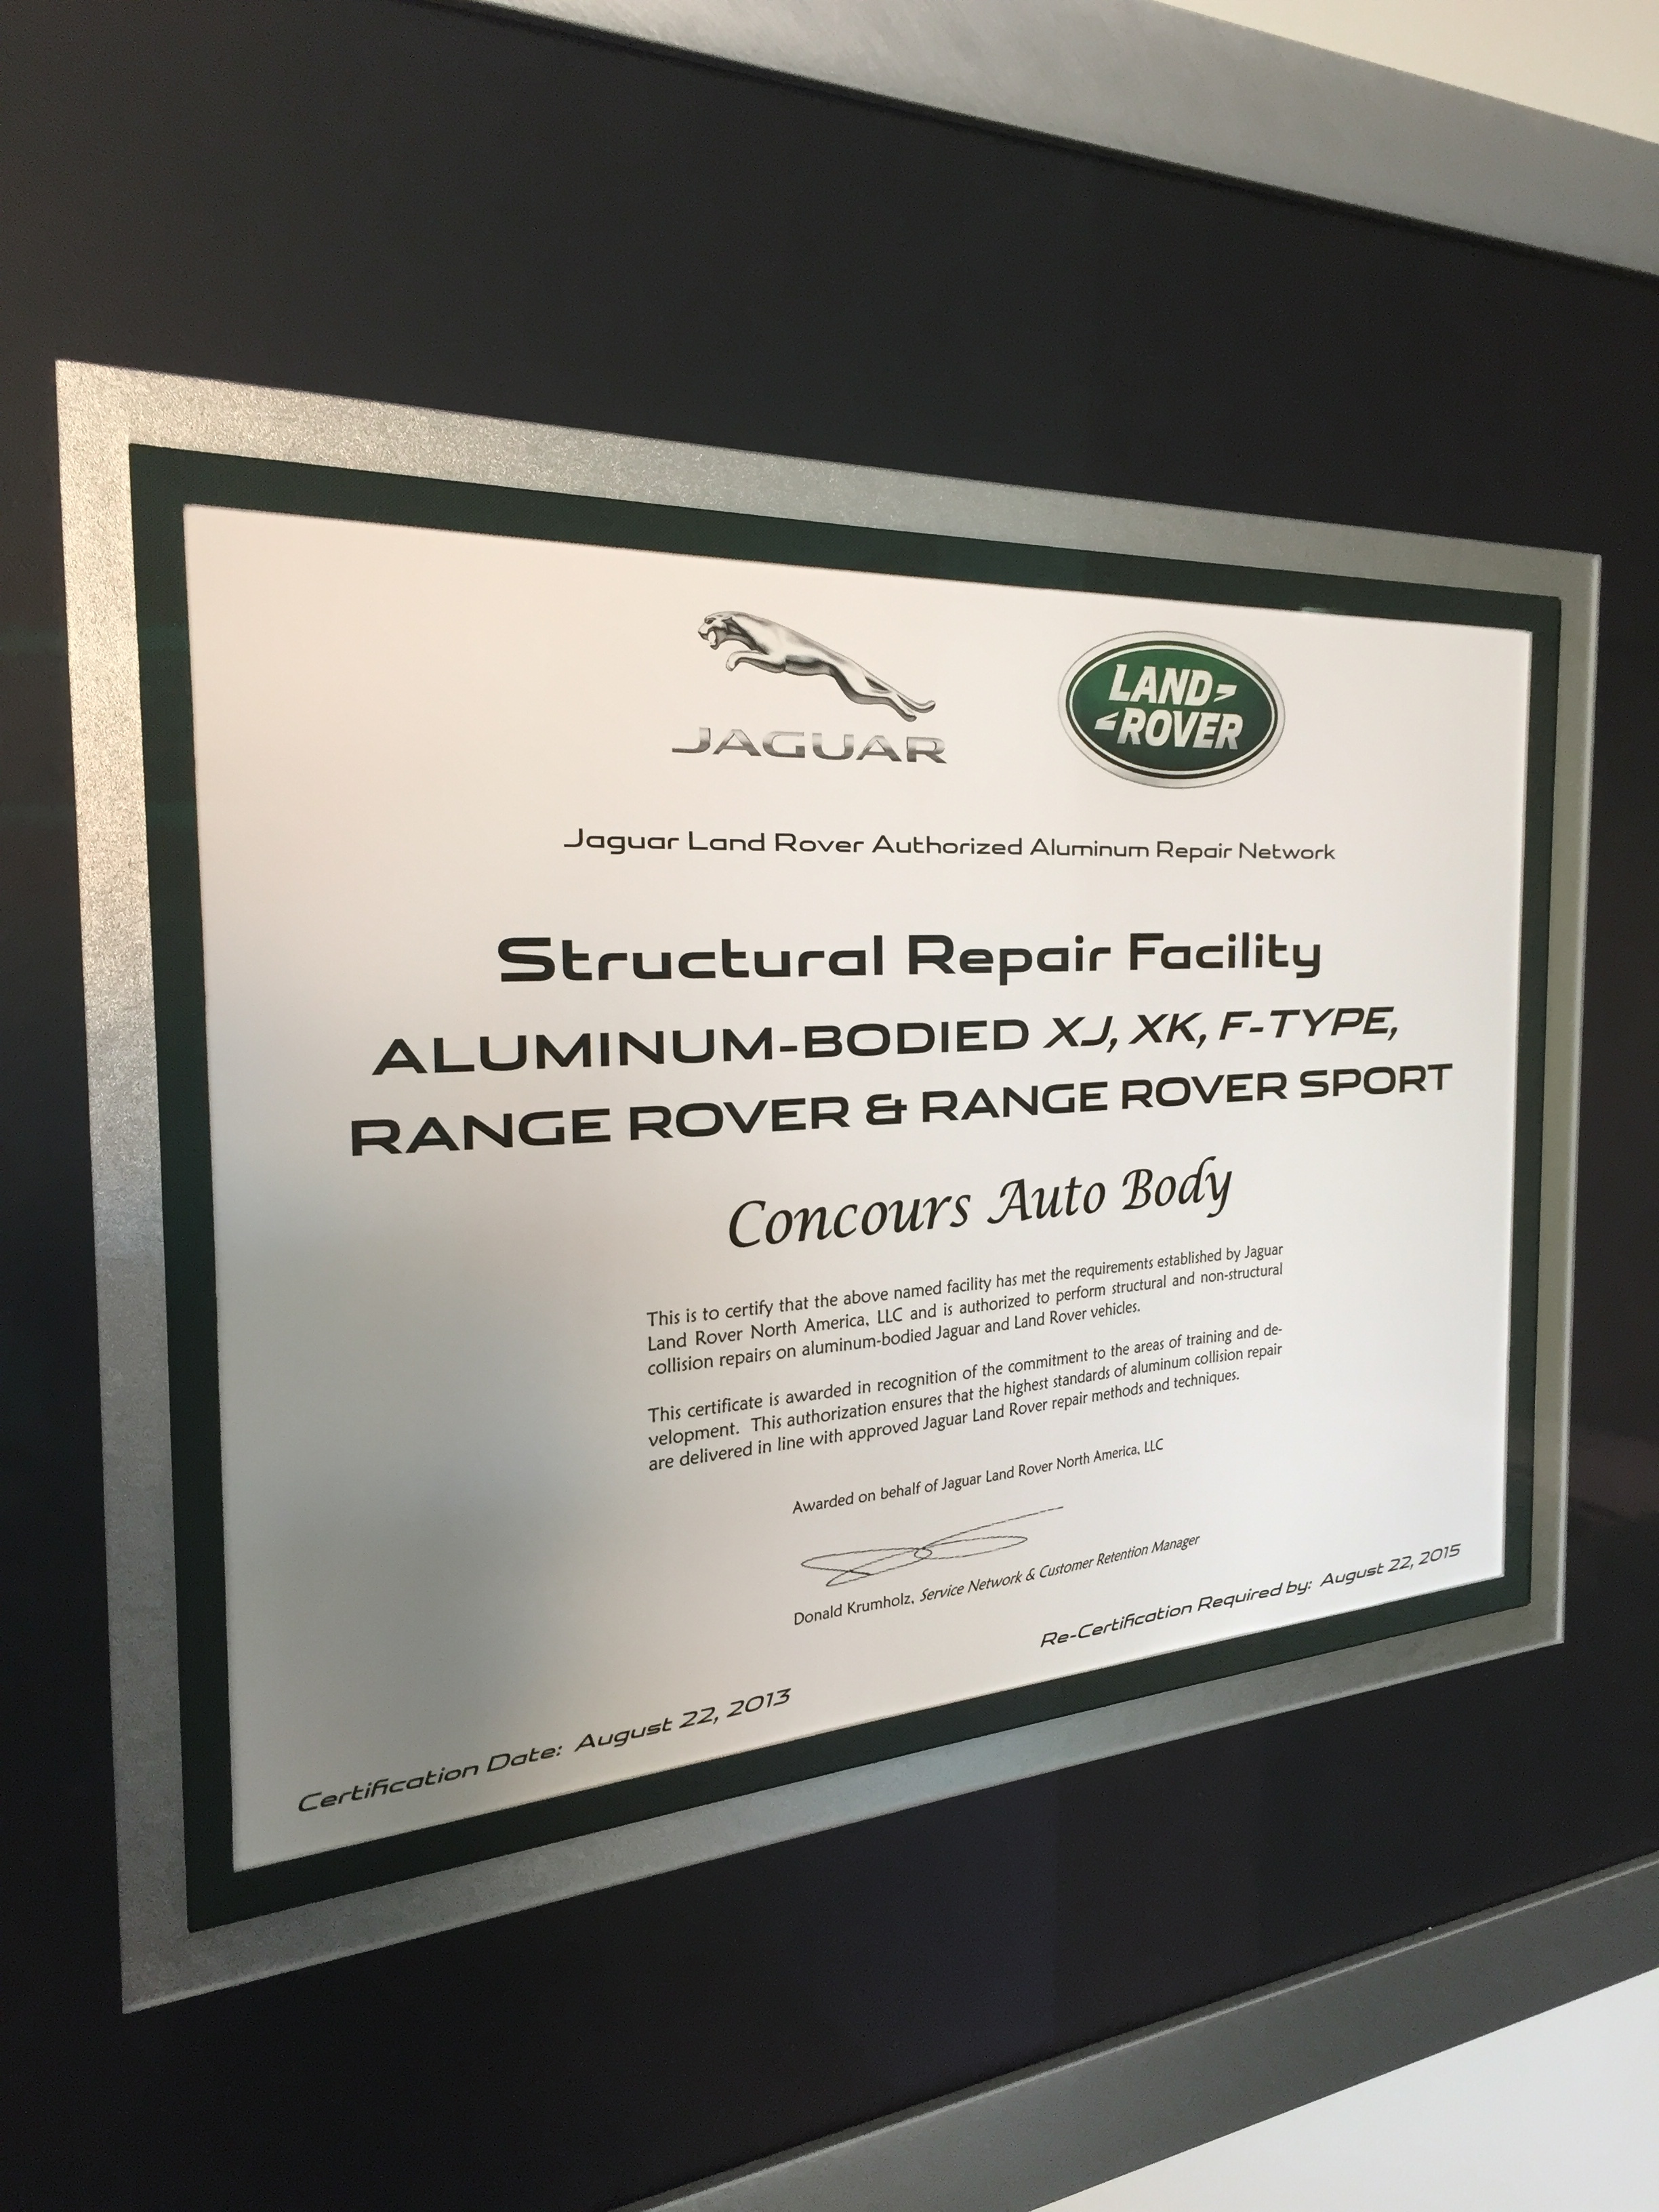 JAGUAR
LAND
ROVER
Jaguar Land Rover Authorized Aluminum Repair Network
Structural Repair Facility
ALUMINUM-BODIED XJ, XK, F-TYPE,
RANGE ROVER & RANGE ROVER SPORT
Concours Auto Body
This is to certify that the above named facility has met the requirements established by Jaguar
Land Rover North America, LLC and is authorized to perform structural and non-structural
collision repairs on aluminum-bodied Jaguar and Land Rover vehicles.
This certificate is awarded in recognition of the commitment to the areas of training and de-
velopment. This authorization ensures that the highest standards of aluminum collision repair
are delivered in line with approved Jaguar Land Rover repair methods and techniques.
Awarded on behalf of Jaguar Land Rover North America, LLC
Donald Krumholz, Service Network & Customer Retention Manager
Re-Certification Required by: August 22, 2015
Certification Date: August 22, 2013